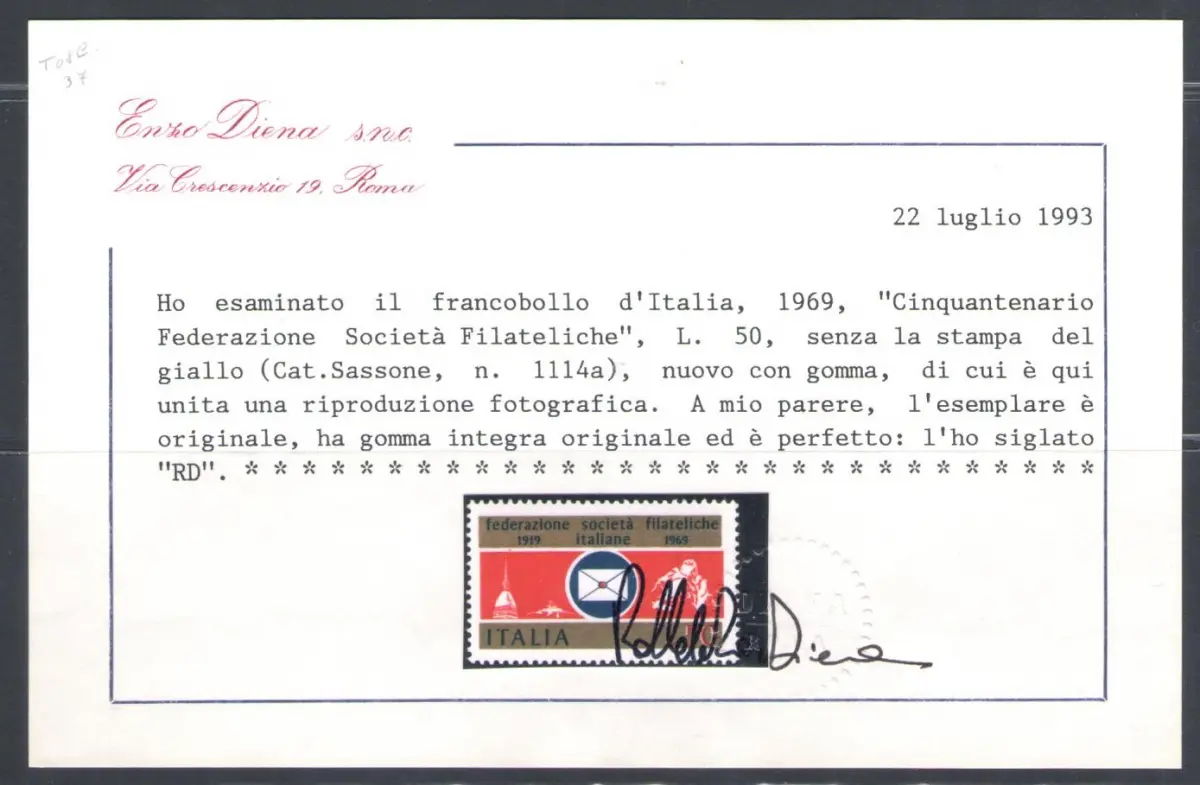 Enzo Diena s.n.c.
Via Crescenzio 19, Roma
22 luglio 1993
Ho esaminato il francobollo d'Italia, 1969, "Cinquantenario
Federazione Società Filateliche", L. 50, senza la stampa del
giallo (Cat.Sassone, n. 1114a), nuovo con gomma, di cui è qui
unita una riproduzione fotografica. A mio parere, l'esemplare è
originale, ha gomma integra originale ed è perfetto: l'ho siglato
"RD". * * * * * * * * * * * * * * * * * * * * * * * * * * * * * *
federazione società filateliche
1919 italiane 1969
ITALIA
Diena